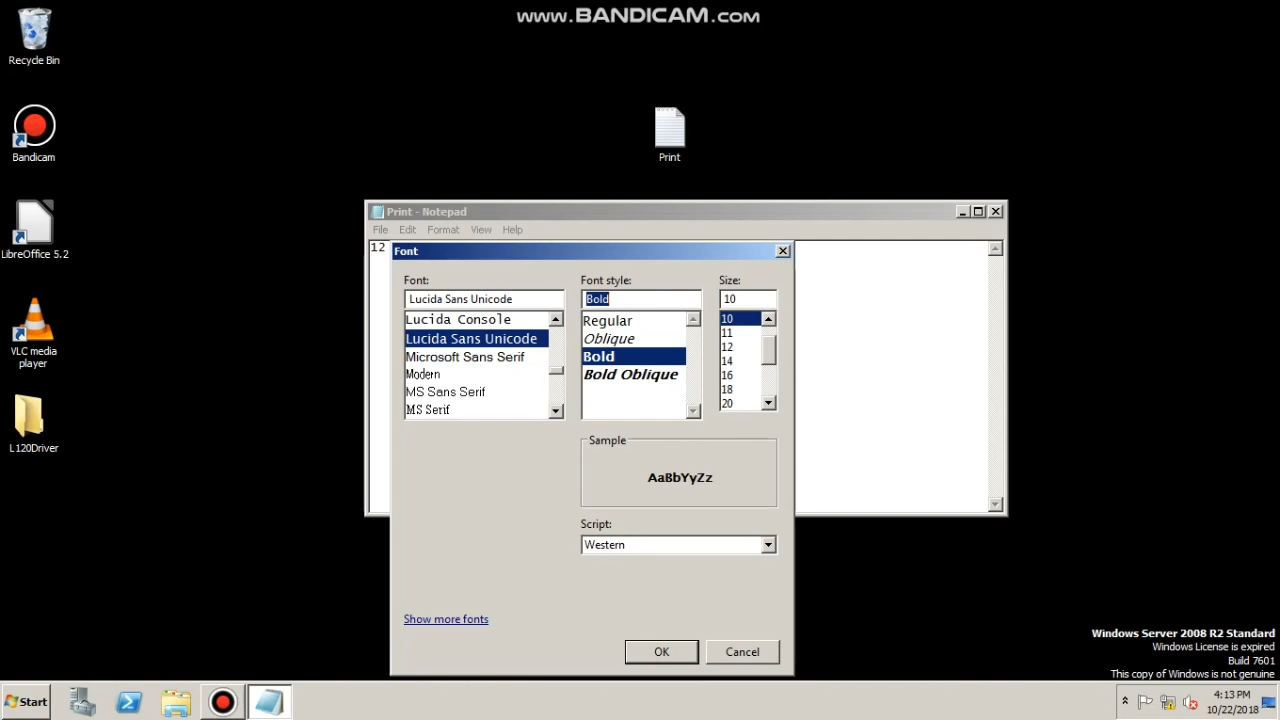 www.BANDICAM.com
Recycle Bin
Bandicam
Print
LibreOffice 5.2
VLC media
player
L120Driver
Print - Notepad
File Edit Format View Help
12
Font
Font:
Lucida Sans Unicode
Lucida Console
Lucida Sans Unicode
Microsoft Sans Serif
Modern
MS Sans Serif
MS Serif
Font style:
Bold
Regular
Oblique
Bold
Bold Oblique
Size:
10
10
11
12
14
16
18
20
Sample
AaBbYyZz
Script:
Western
Show more fonts
OK Cancel
Windows Server 2008 R2 Standard
Windows License is expired
Build 7601
This copy of Windows is not genuine
Start
4:13 PM
10/22/2018